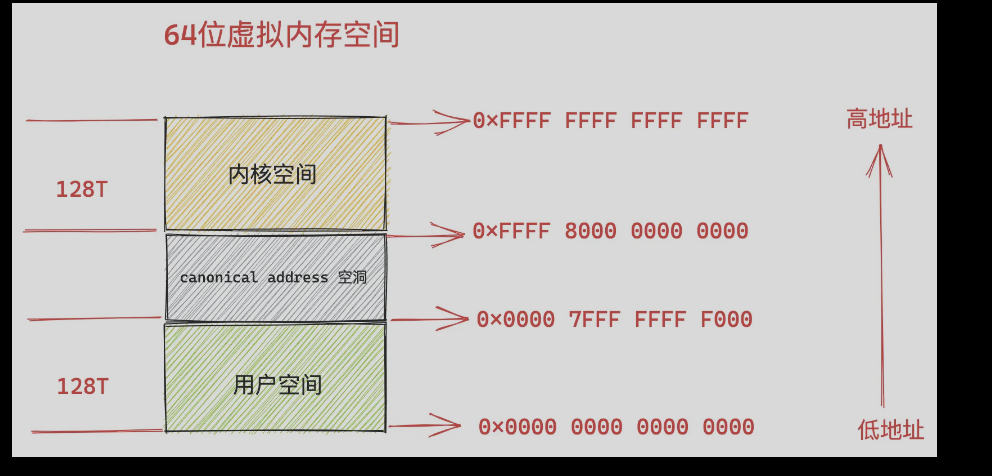 64位虚拟内存空间
0×FFFF FFFF FFFF FFFF
高地址
内核空间
128T
0×FFFF 8000 0000 0000
canonical address 空洞
0×0000 7FFF FFFF F000
128T
用户空间
0×0000 0000 0000 0000
低地址